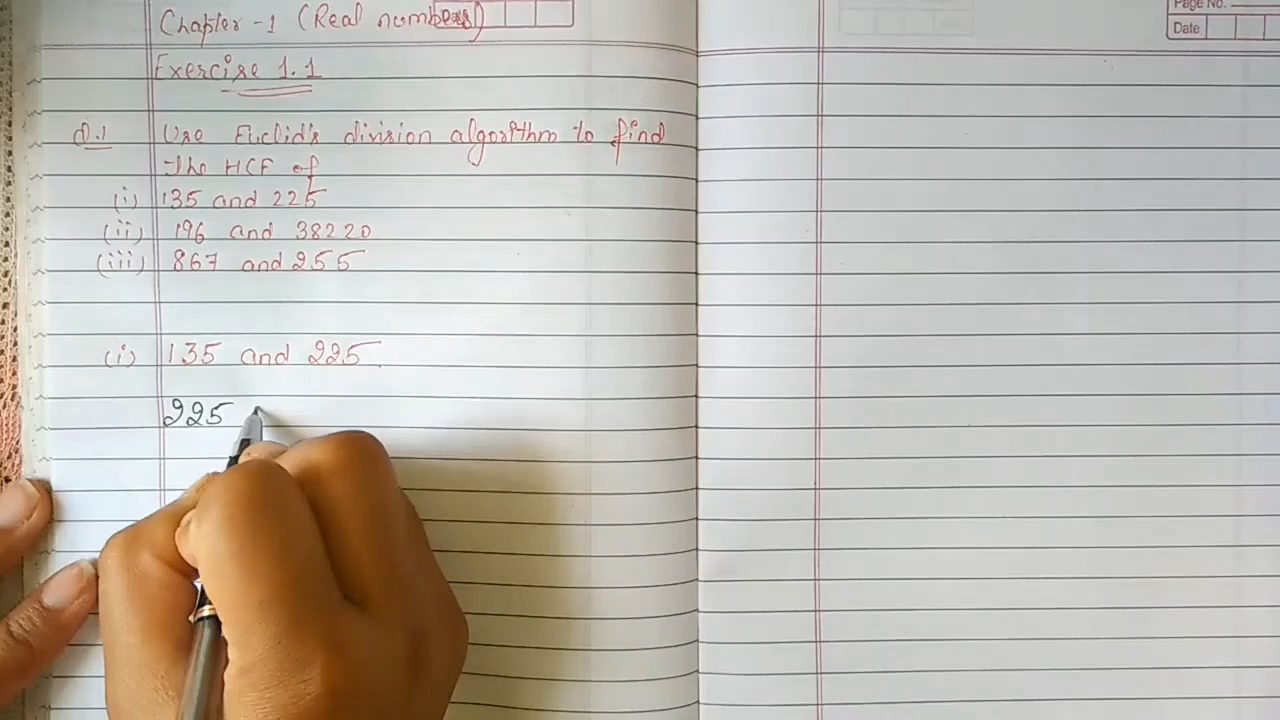 Chapter -1 (Real numbers)
Exercise 1.1
Q.1 Use Euclid's division algorithm to find
the HCF of
(i) 135 and 225
(ii) 196 and 38220
(iii) 867 and 255
(i) 135 and 225
225
Page No.
Date